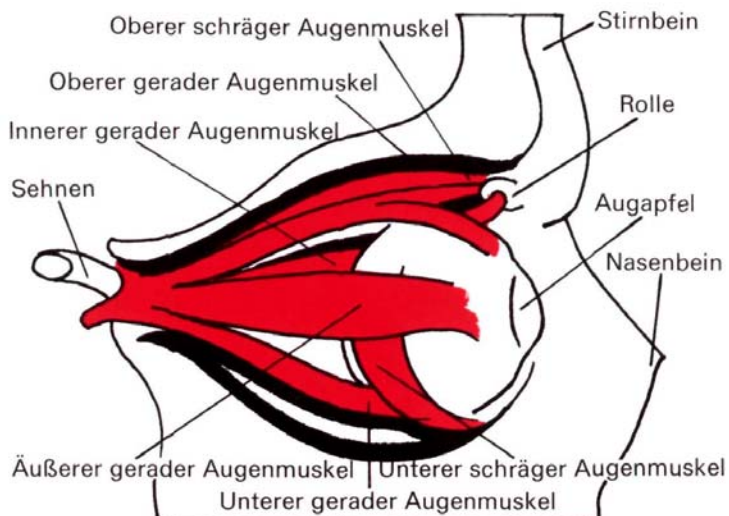 Oberer schräger Augenmuskel
Stirnbein
Oberer gerader Augenmuskel
Rolle
Innerer gerader Augenmuskel
Sehnen
Augapfel
Nasenbein
Äußerer gerader Augenmuskel
Unterer schräger Augenmuskel
Unterer gerader Augenmuskel